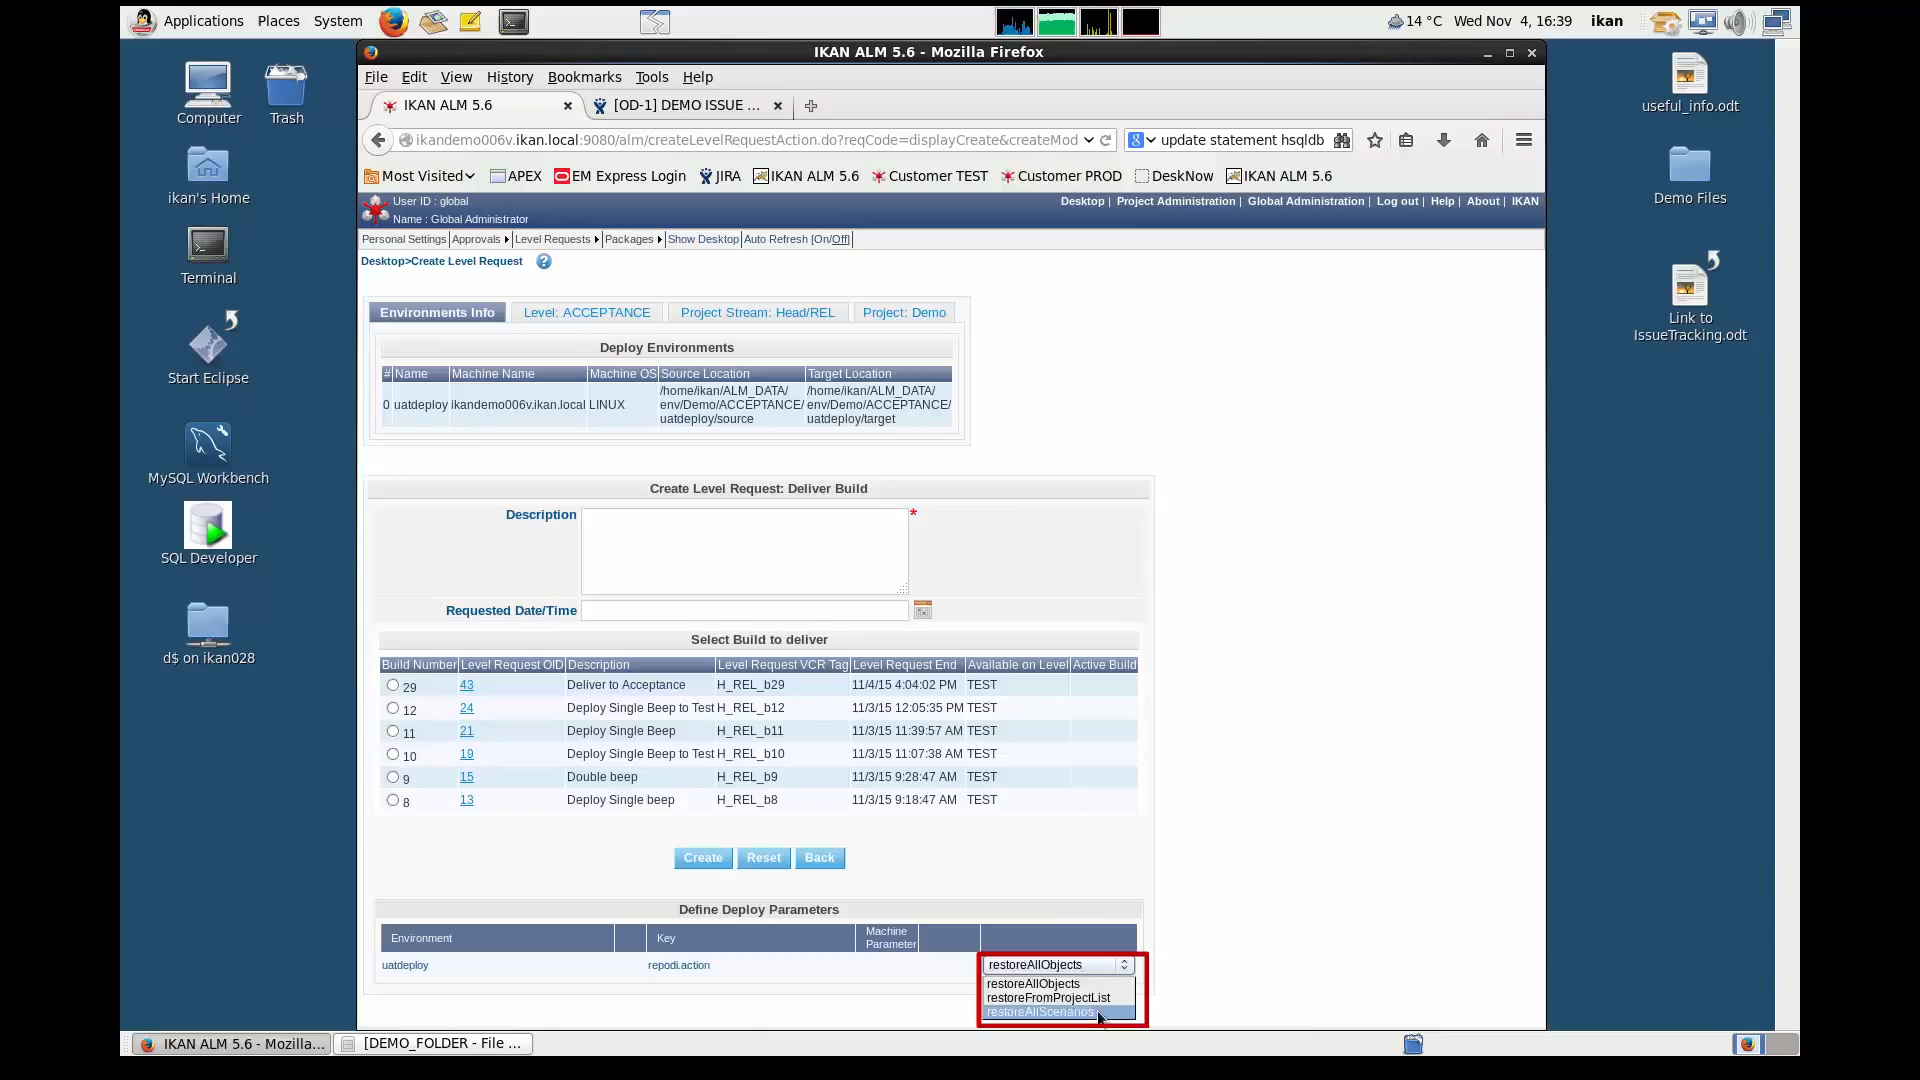 Applications Places System 14 °C Wed Nov 4, 16:39 ikan
IKAN ALM 5.6 - Mozilla Firefox
File Edit View History Bookmarks Tools Help
IKAN ALM 5.6 [OD-1] DEMO ISSUE ...
ikandemo006v.ikan.local:9080/alm/createLevelRequestAction.do?reqCode=displayCreate&createMod update statement hsqldb
Most Visited APEX EM Express Login JIRA IKAN ALM 5.6 Customer TEST Customer PROD DeskNow IKAN ALM 5.6
User ID : global
Name : Global Administrator
Desktop | Project Administration | Global Administration | Log out | Help | About | IKAN
Personal Settings Approvals Level Requests Packages Show Desktop Auto Refresh [On/Off]
Desktop>Create Level Request
Environments Info Level: ACCEPTANCE Project Stream: Head/REL Project: Demo
Deploy Environments
# Name Machine Name Machine OS Source Location Target Location
0 uatdeploy ikandemo006v.ikan.local LINUX /home/ikan/ALM_DATA/ env/Demo/ACCEPTANCE/ uatdeploy/source /home/ikan/ALM_DATA/ env/Demo/ACCEPTANCE/ uatdeploy/target
Create Level Request: Deliver Build
Description *
Requested Date/Time
Select Build to deliver
Build Number Level Request OID Description Level Request VCR Tag Level Request End Available on Level Active Build
29 43 Deliver to Acceptance H_REL_b29 11/4/15 4:04:02 PM TEST
12 24 Deploy Single Beep to Test H_REL_b12 11/3/15 12:05:35 PM TEST
11 21 Deploy Single Beep H_REL_b11 11/3/15 11:39:57 AM TEST
10 19 Deploy Single Beep to Test H_REL_b10 11/3/15 11:07:38 AM TEST
9 15 Double beep H_REL_b9 11/3/15 9:28:47 AM TEST
8 13 Deploy Single beep H_REL_b8 11/3/15 9:18:47 AM TEST
Create Reset Back
Define Deploy Parameters
Environment Key Machine Parameter
uatdeploy repodi.action restoreAllObjects
restoreAllObjects
restoreFromProjectList
restoreAllScenarios
Computer
Trash
ikan's Home
Terminal
Start Eclipse
MySQL Workbench
SQL Developer
d$ on ikan028
useful_info.odt
Demo Files
Link to
IssueTracking.odt
IKAN ALM 5.6 - Mozilla... [DEMO_FOLDER - File ...